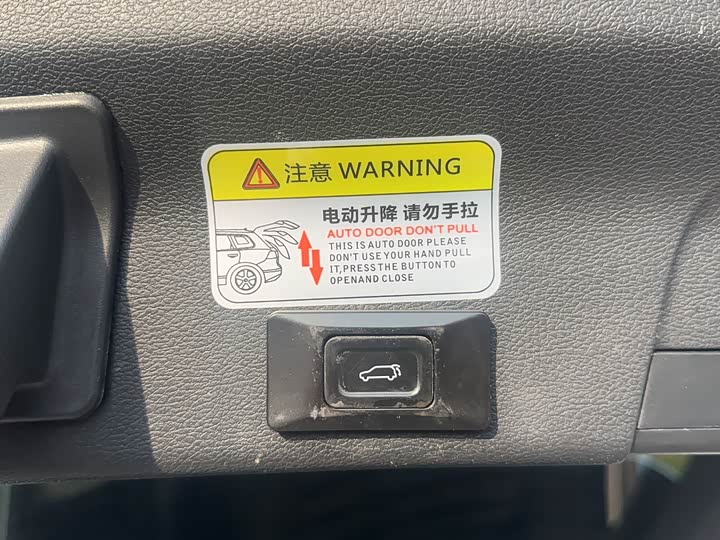 注意 WARNING
电动升降 请勿手拉
AUTO DOOR DON'T PULL
THIS IS AUTO DOOR PLEASE
DON'T USE YOUR HAND PULL
IT,PRESS THE BUTTON TO
OPENAND CLOSE